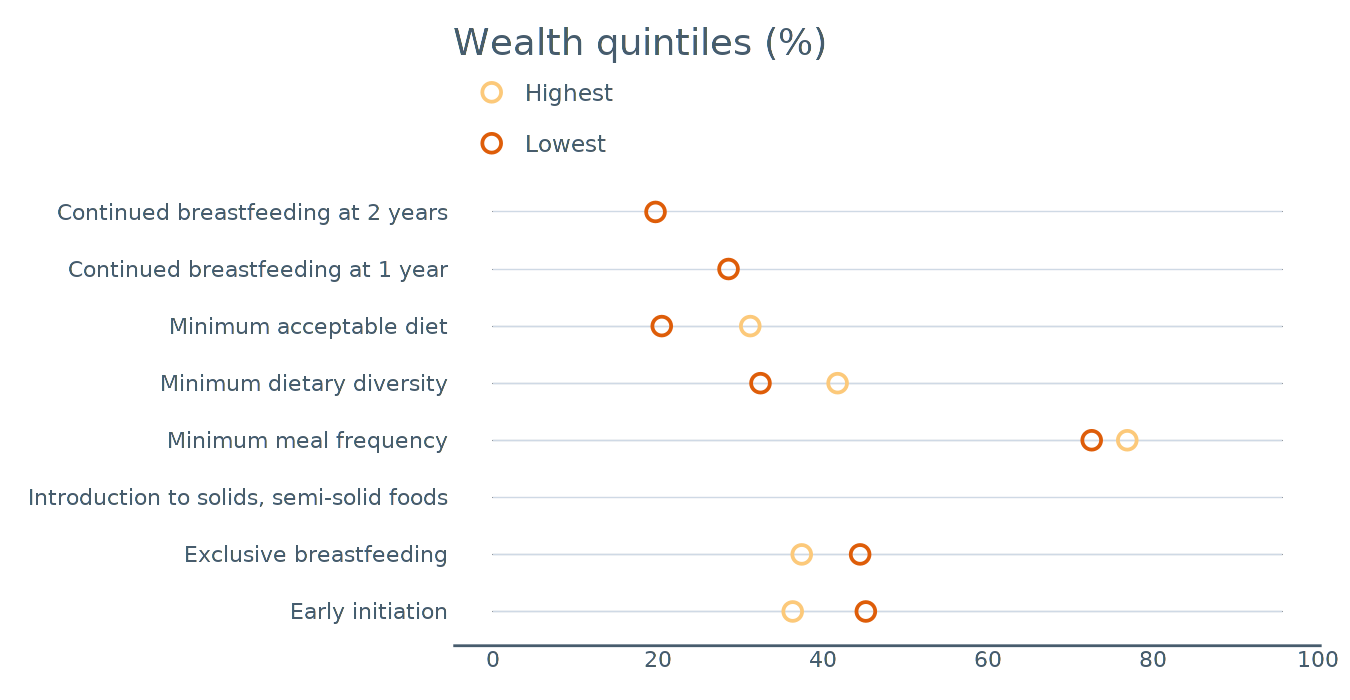 Wealth quintiles (%)
Highest
Lowest
Continued breastfeeding at 2 years
Continued breastfeeding at 1 year
Minimum acceptable diet
Minimum dietary diversity
Minimum meal frequency
Introduction to solids, semi-solid foods
Exclusive breastfeeding
Early initiation
0 20 40 60 80 100